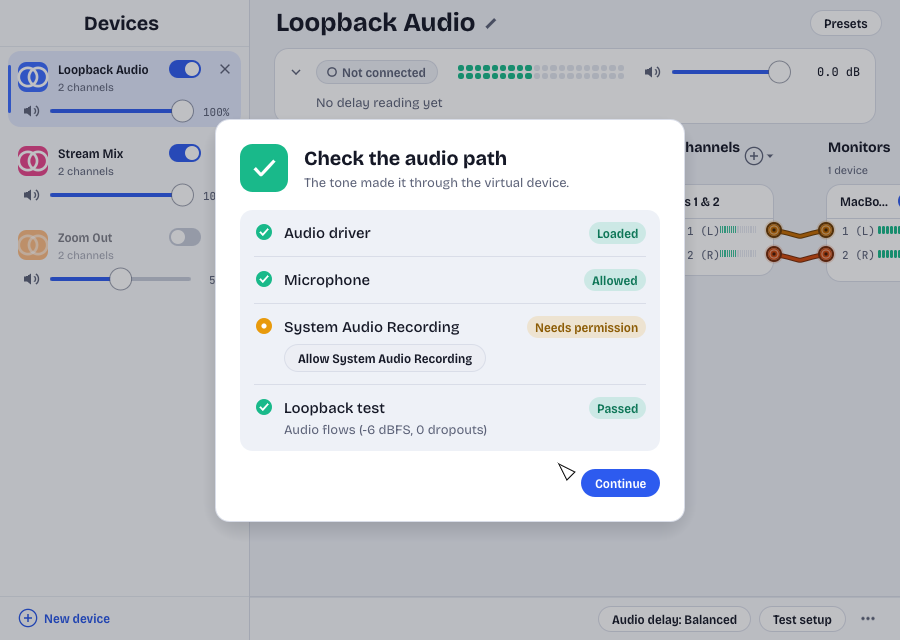 Devices
Loopback Audio
2 channels
100%
Stream Mix
2 channels
10
Zoom Out
2 channels
5
New device
Loopback Audio
Presets
Not connected
0.0 dB
No delay reading yet
hannels
s 1 & 2
1 (L)
2 (R)
Monitors
1 device
MacBo...
1 (L)
2 (R)
Check the audio path
The tone made it through the virtual device.
Audio driver
Loaded
Microphone
Allowed
System Audio Recording
Needs permission
Allow System Audio Recording
Loopback test
Passed
Audio flows (-6 dBFS, 0 dropouts)
Continue
Audio delay: Balanced
Test setup